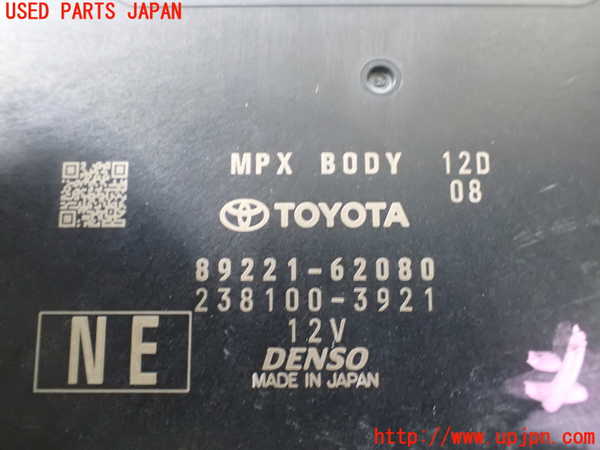 USED PARTS JAPAN
MPX BODY 12D
08
TOYOTA
89221-62080
238100-3921
12V
NE
DENSO
MADE IN JAPAN
http://www.upjpn.com/